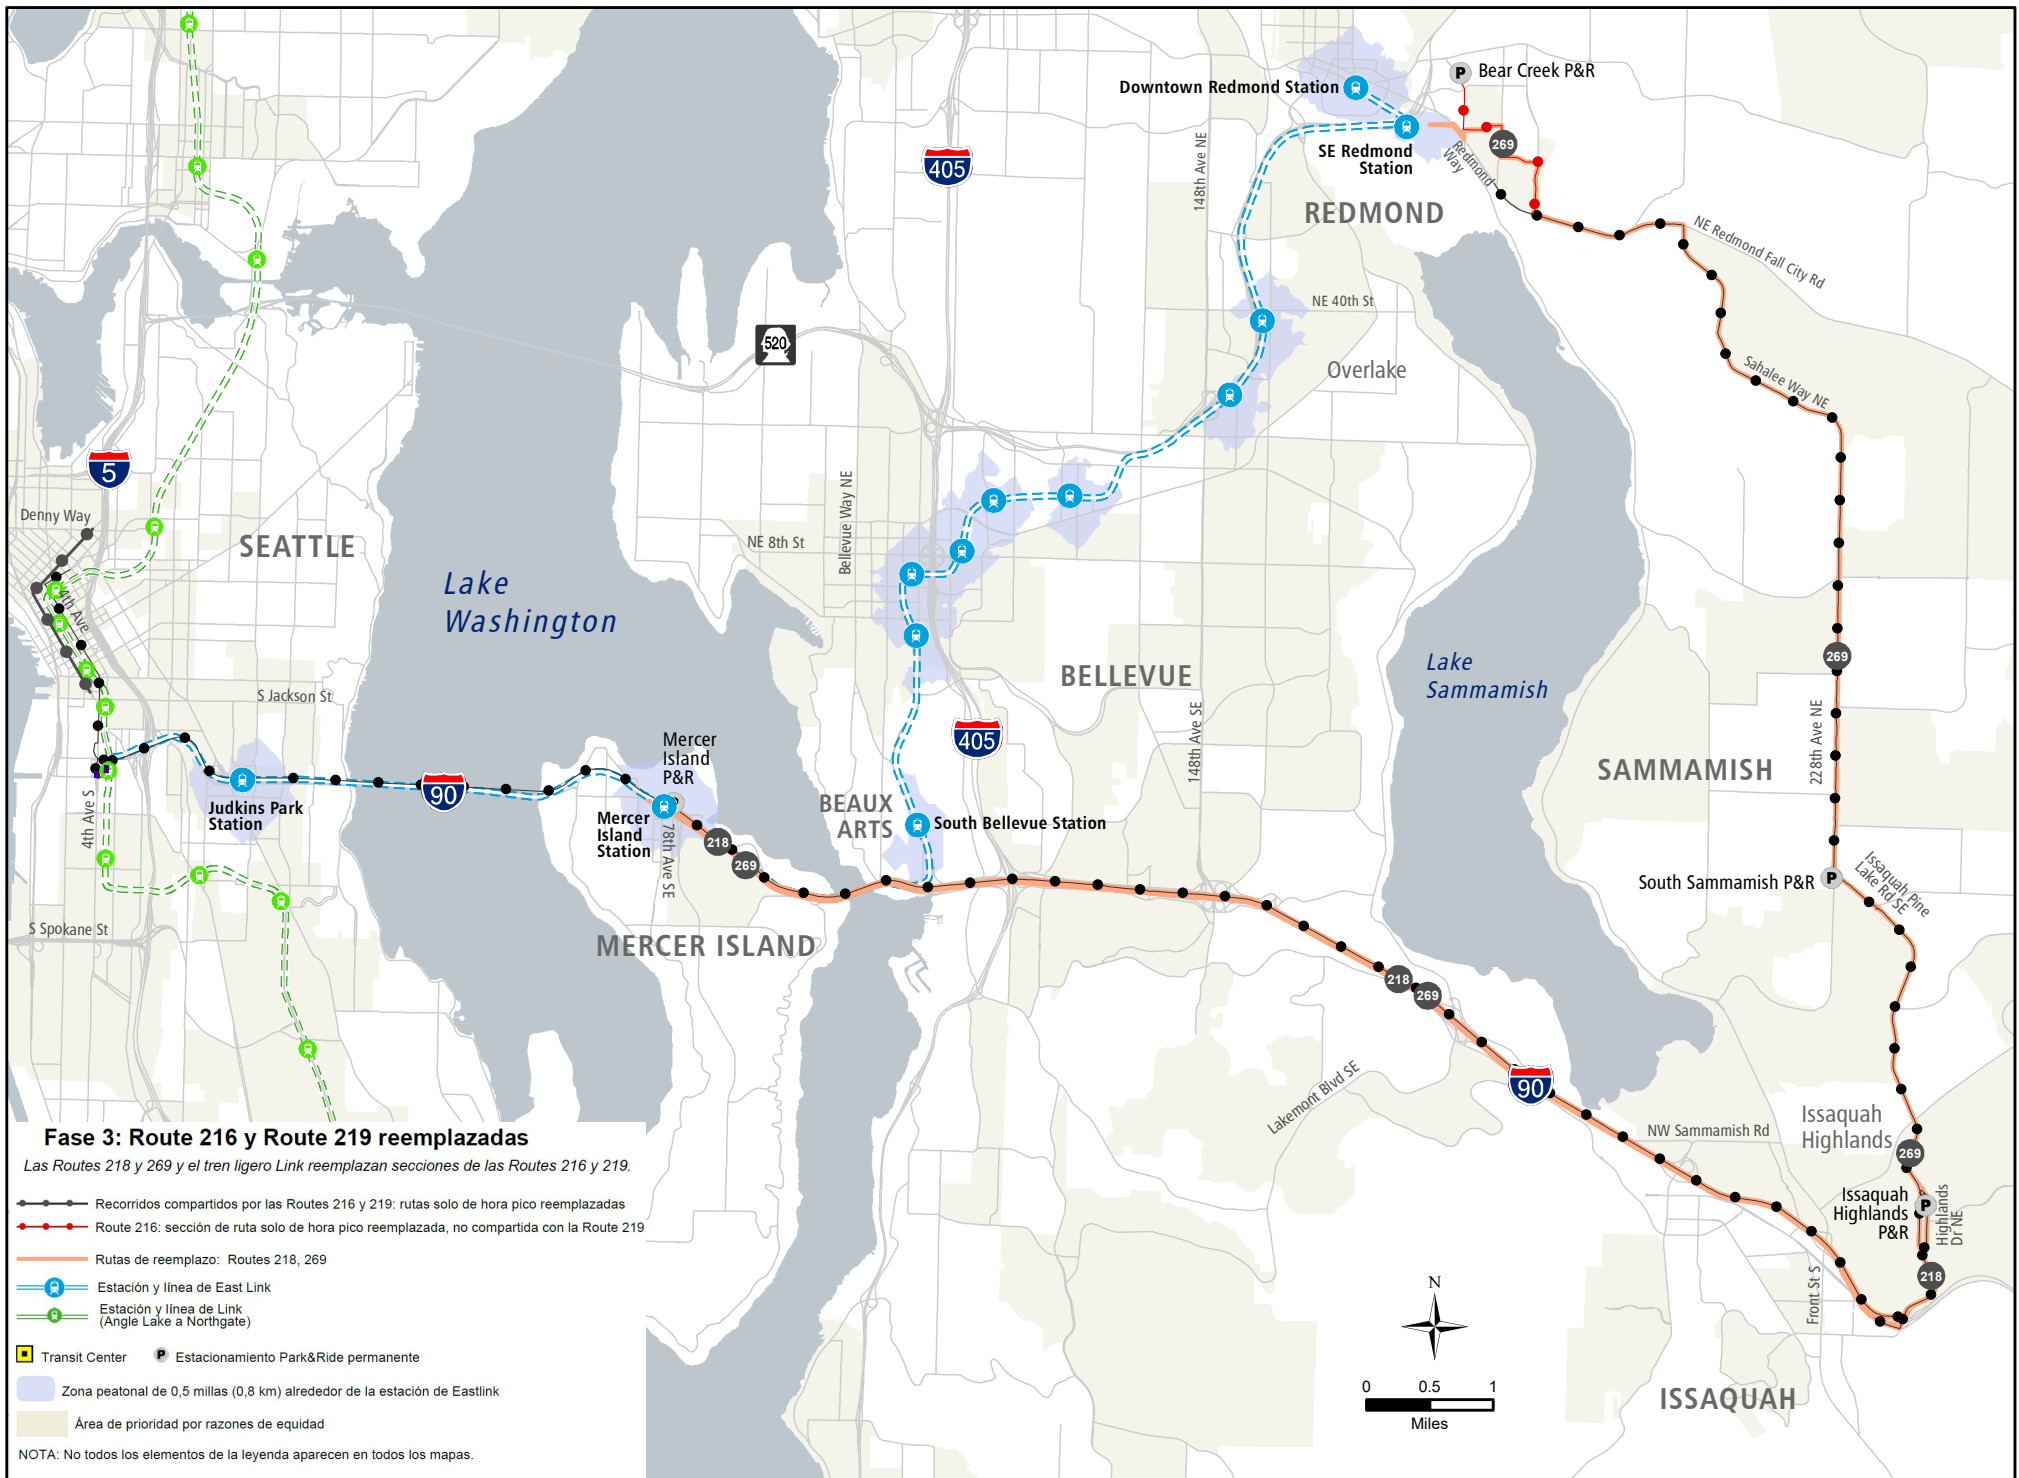 Downtown Redmond Station
Bear Creek P&R
SE Redmond
Station
Redmond
Way
269
148th Ave NE
405
REDMOND
NE Redmond Fall City Rd
NE 40th St
520
Overlake
Sahalee Way NE
5
Denny Way
SEATTLE
Bellevue Way NE
NE 8th St
Lake
Washington
4th Ave
BELLEVUE
Lake
Sammamish
269
S Jackson St
148th Ave SE
228th Ave NE
405
Mercer
Island
P&R
SAMMAMISH
90
4th Ave S
Judkins Park
Station
Mercer
Island
Station
78th Ave SE
218
269
BEAUX
ARTS
South Bellevue Station
South Sammamish P&R
Issaquah Pine
Lake Rd SE
S Spokane St
MERCER ISLAND
218
269
90
Lakemont Blvd SE
NW Sammamish Rd
Issaquah
Highlands
269
Issaquah
Highlands
P&R
Highlands
Dr NE
218
Front St S
ISSAQUAH
N
0 0.5 1
Miles
Fase 3: Route 216 y Route 219 reemplazadas
Las Routes 218 y 269 y el tren ligero Link reemplazan secciones de las Routes 216 y 219.
Recorridos compartidos por las Routes 216 y 219: rutas solo de hora pico reemplazadas
Route 216: sección de ruta solo de hora pico reemplazada, no compartida con la Route 219
Rutas de reemplazo: Routes 218, 269
Estación y línea de East Link
Estación y línea de Link
(Angle Lake a Northgate)
Transit Center
P Estacionamiento Park&Ride permanente
Zona peatonal de 0,5 millas (0,8 km) alrededor de la estación de Eastlink
Área de prioridad por razones de equidad
NOTA: No todos los elementos de la leyenda aparecen en todos los mapas.